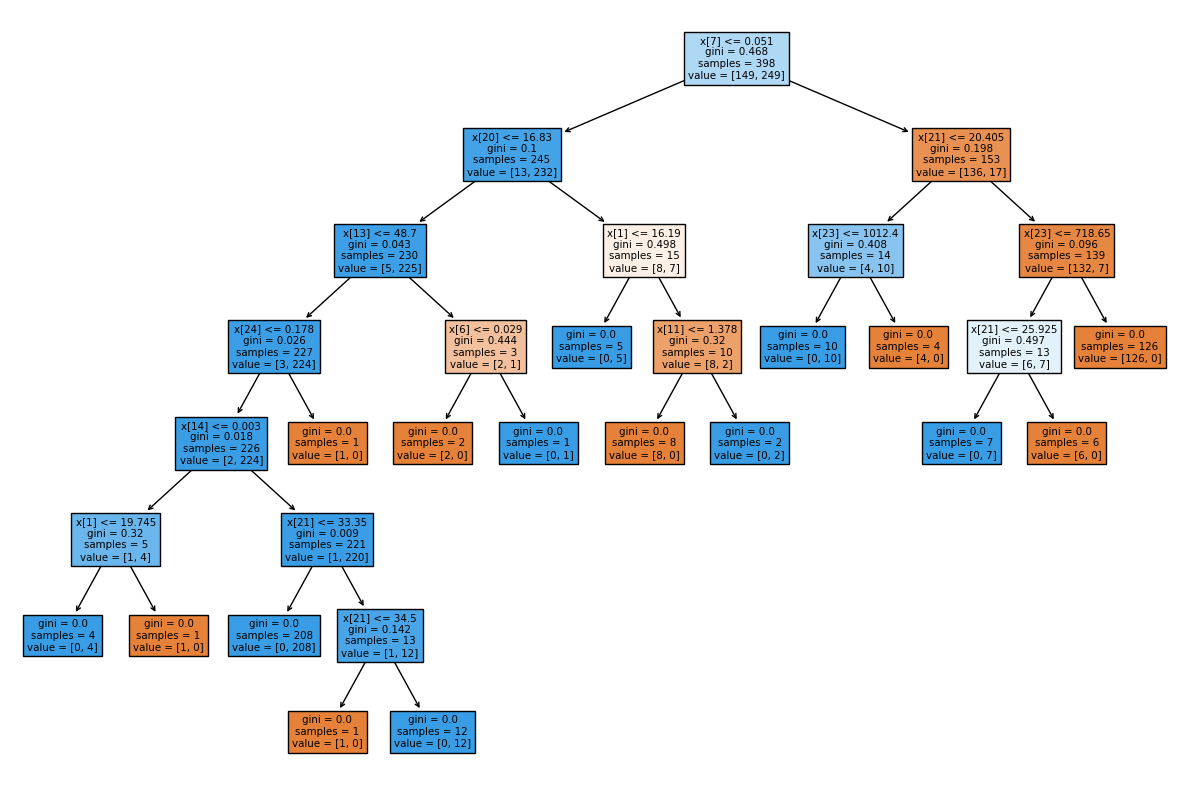 x[7] <= 0.051
gini = 0.468
samples = 398
value = [149, 249]
x[20] <= 16.83
gini = 0.1
samples = 245
value = [13, 232]
x[21] <= 20.405
gini = 0.198
samples = 153
value = [136, 17]
x[13] <= 48.7
gini = 0.043
samples = 230
value = [5, 225]
x[1] <= 16.19
gini = 0.498
samples = 15
value = [8, 7]
x[23] <= 1012.4
gini = 0.408
samples = 14
value = [4, 10]
x[23] <= 718.65
gini = 0.096
samples = 139
value = [132, 7]
x[24] <= 0.178
gini = 0.026
samples = 227
value = [3, 224]
x[6] <= 0.029
gini = 0.444
samples = 3
value = [2, 1]
gini = 0.0
samples = 5
value = [0, 5]
x[11] <= 1.378
gini = 0.32
samples = 10
value = [8, 2]
gini = 0.0
samples = 10
value = [0, 10]
gini = 0.0
samples = 4
value = [4, 0]
x[21] <= 25.925
gini = 0.497
samples = 13
value = [6, 7]
gini = 0.0
samples = 126
value = [126, 0]
x[14] <= 0.003
gini = 0.018
samples = 226
value = [2, 224]
gini = 0.0
samples = 1
value = [1, 0]
gini = 0.0
samples = 2
value = [2, 0]
gini = 0.0
samples = 1
value = [0, 1]
gini = 0.0
samples = 8
value = [8, 0]
gini = 0.0
samples = 2
value = [0, 2]
gini = 0.0
samples = 7
value = [0, 7]
gini = 0.0
samples = 6
value = [6, 0]
x[1] <= 19.745
gini = 0.32
samples = 5
value = [1, 4]
x[21] <= 33.35
gini = 0.009
samples = 221
value = [1, 220]
gini = 0.0
samples = 4
value = [0, 4]
gini = 0.0
samples = 1
value = [1, 0]
gini = 0.0
samples = 208
value = [0, 208]
x[21] <= 34.5
gini = 0.142
samples = 13
value = [1, 12]
gini = 0.0
samples = 1
value = [1, 0]
gini = 0.0
samples = 12
value = [0, 12]